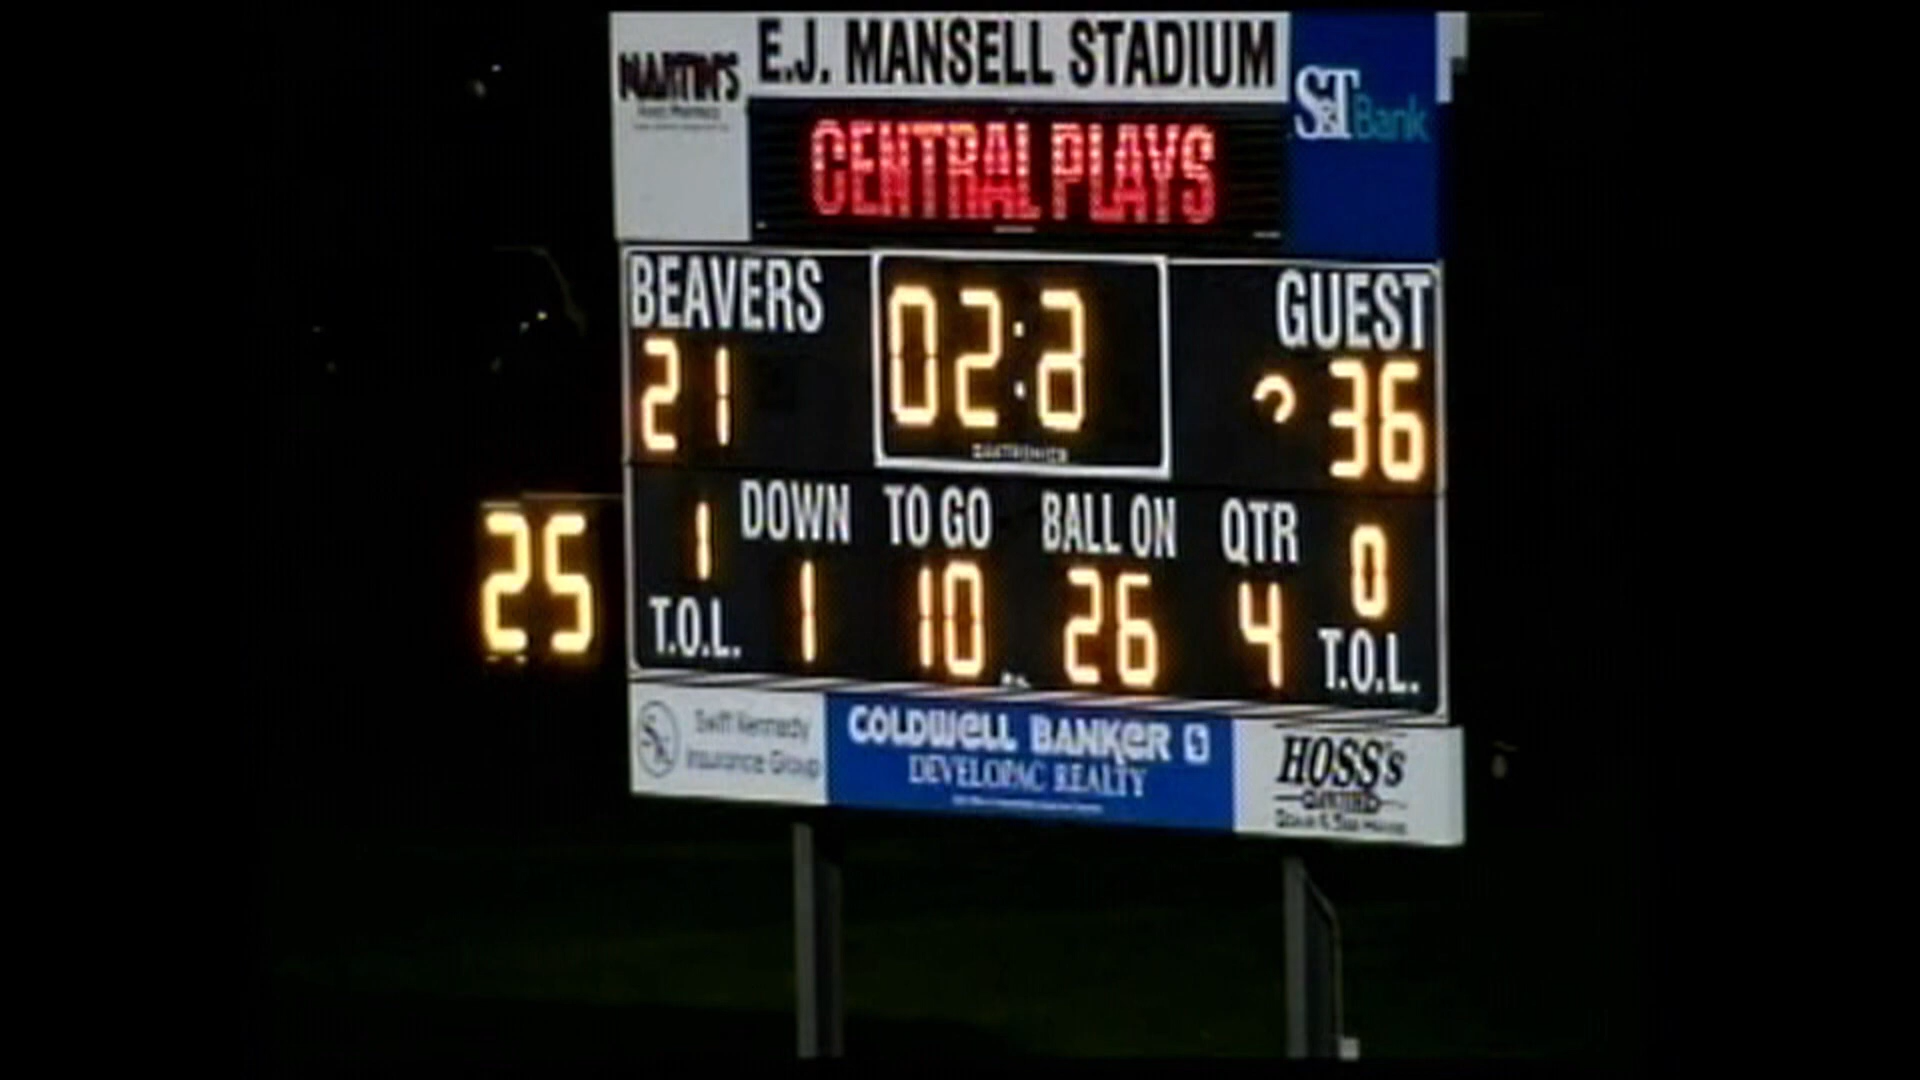 E.J. MANSELL STADIUM
MARTIN'S
S&T Bank
CENTRAL PLAYS
BEAVERS
GUEST
21
36
DAKTRONICS
DOWN TO GO BALL ON QTR
25
1
0
1 10 26 4
T.O.L.
T.O.L.
Swift Kennedy
Insurance Group
COLDWELL BANKER
DEVELOPAC REALTY
HOSS's